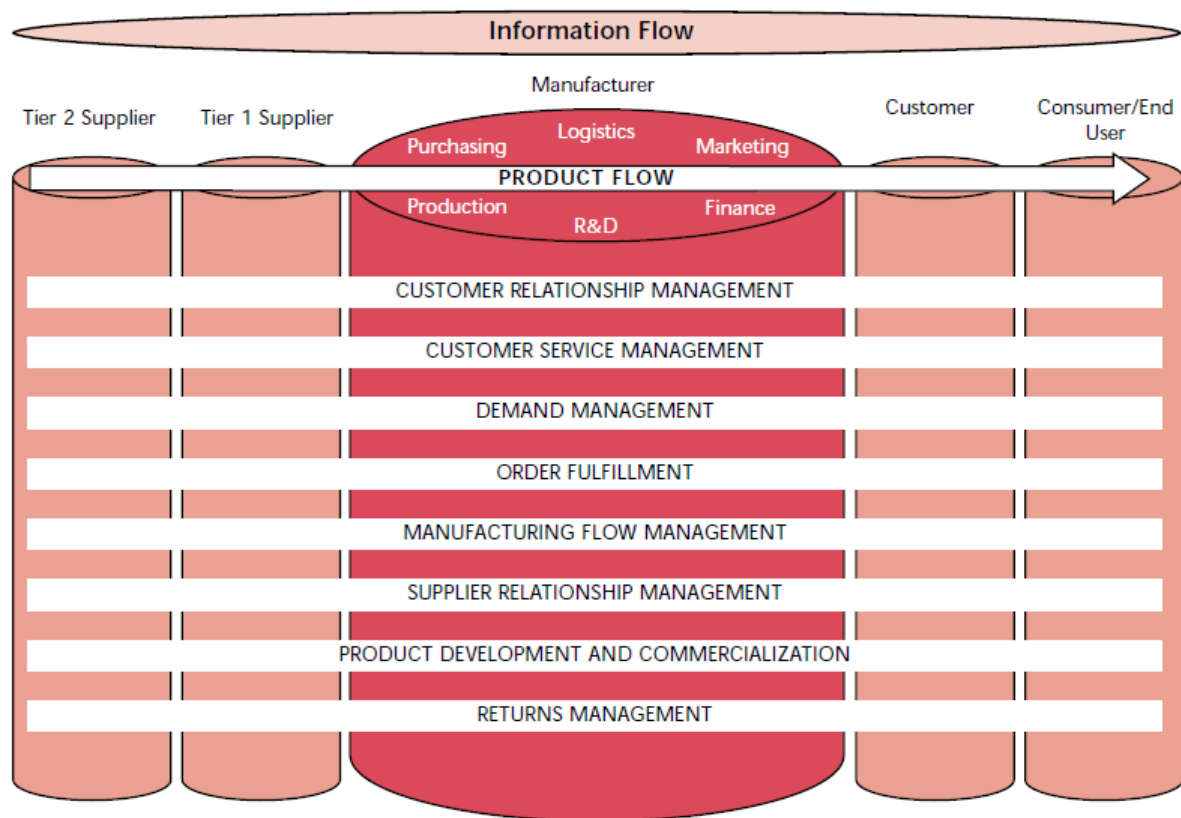 Information Flow
Manufacturer
Tier 2 Supplier
Tier 1 Supplier
Customer
Consumer/End
User
Purchasing
Logistics
Marketing
PRODUCT FLOW
Production
R&D
Finance
CUSTOMER RELATIONSHIP MANAGEMENT
CUSTOMER SERVICE MANAGEMENT
DEMAND MANAGEMENT
ORDER FULFILLMENT
MANUFACTURING FLOW MANAGEMENT
SUPPLIER RELATIONSHIP MANAGEMENT
PRODUCT DEVELOPMENT AND COMMERCIALIZATION
RETURNS MANAGEMENT